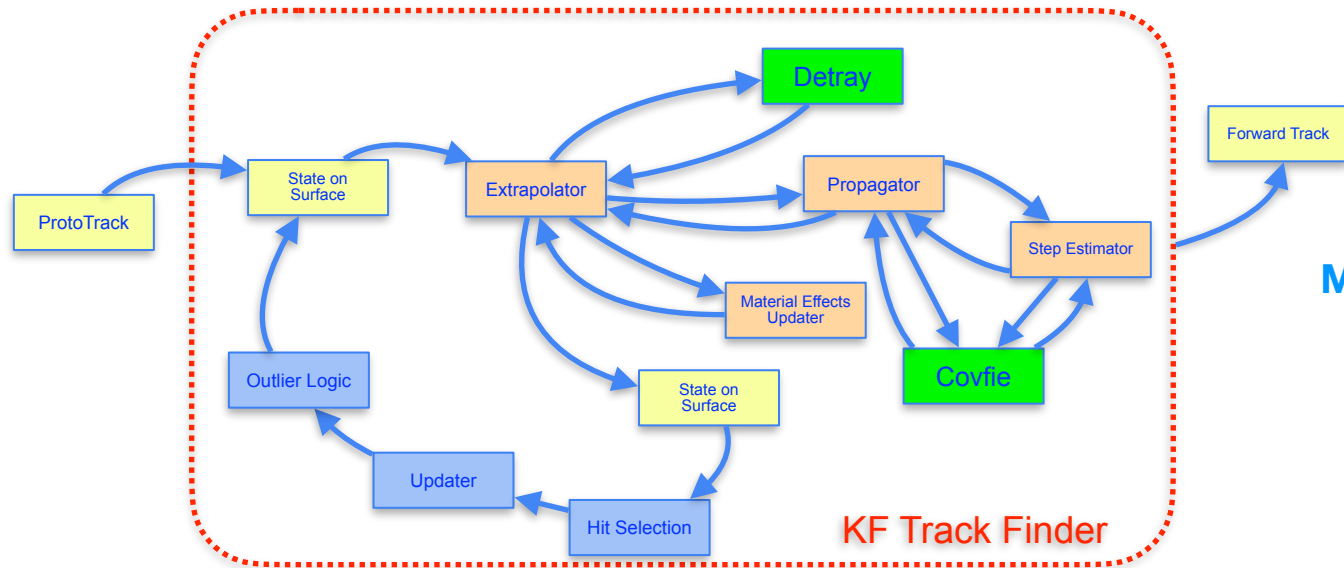 Detray
Forward Track
State on
Surface
Extrapolator
Propagator
ProtoTrack
Step Estimator
M
Material Effects
Updater
Outlier Logic
Covfie
State on
Surface
Updater
Hit Selection
KF Track Finder